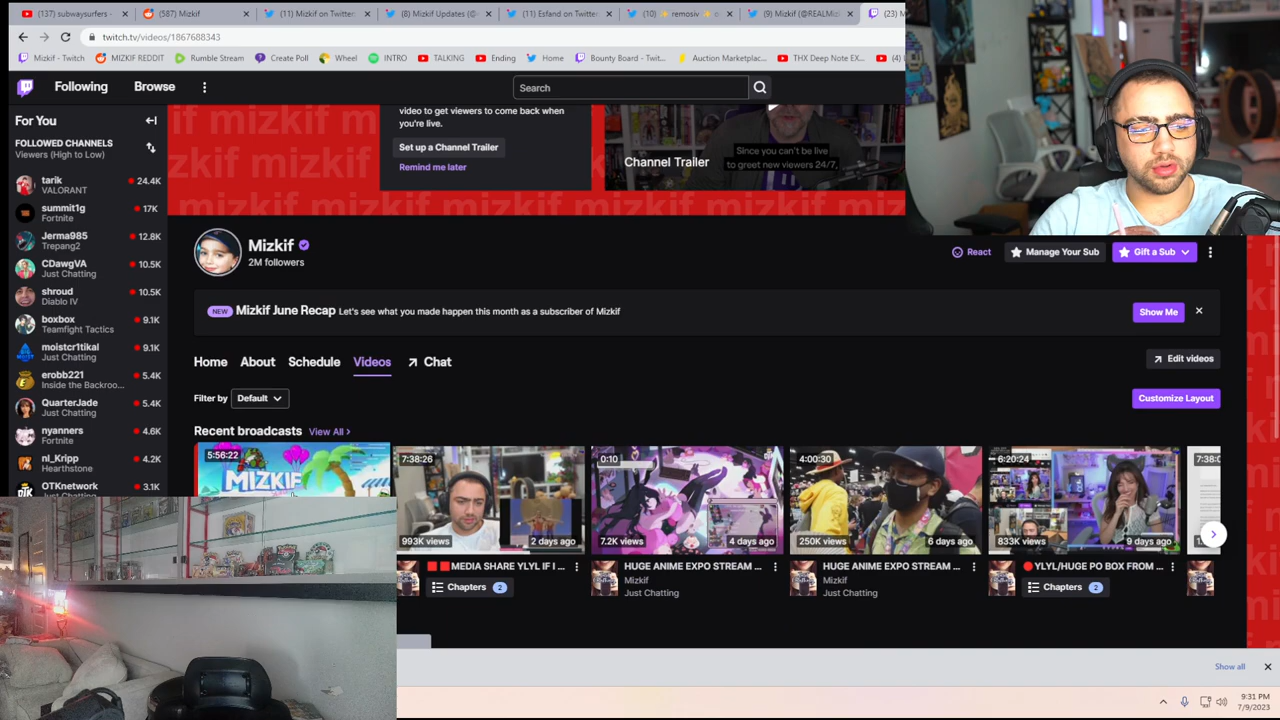 (137) subwaysurfers -
(587) Mizkif
(11) Mizkif on Twitter
(8) Mizkif Updates (@
(11) Esfand on Twitter
(10) ✨ remosiv ✨
(9) Mizkif (@REALMiz
(23) M
twitch.tv/videos/1867688343
Mizkif - Twitch
MIZKIF REDDIT
Rumble Stream
Create Poll
Wheel
INTRO
TALKING
Ending
Home
Bounty Board - Twit...
Auction Marketplac...
THX Deep Note EX...
(4)
Following
Browse
Search
For You
FOLLOWED CHANNELS
Viewers (High to Low)
tarik
24.4K
VALORANT
summit1g
17K
Fortnite
Jerma985
12.8K
Trepang2
CDawgVA
10.5K
Just Chatting
shroud
10.5K
Diablo IV
boxbox
9.1K
Teamfight Tactics
moistcr1tikal
9.1K
Just Chatting
erobb221
5.4K
Inside the Backroo...
QuarterJade
5.4K
Just Chatting
nyanners
4.6K
Fortnite
nl_Kripp
4.2K
Hearthstone
OTKnetwork
3.1K
Just Chatting
mizkif
video to get viewers to come back when
you're live.
Set up a Channel Trailer
Remind me later
Channel Trailer
Since you can't be live
to greet new viewers 24/7,
Mizkif
2M followers
React
Manage Your Sub
Gift a Sub
NEW Mizkif June Recap Let's see what you made happen this month as a subscriber of Mizkif
Show Me
Home
About
Schedule
Videos
Chat
Edit videos
Filter by
Default
Customize Layout
Recent broadcasts
View All >
5:56:22
MIZKIF
7:38:26
993K views
2 days ago
MEDIA SHARE YLYL IF I ...
Chapters 2
0:10
7.2K views
4 days ago
HUGE ANIME EXPO STREAM ...
Mizkif
Just Chatting
4:00:30
250K views
6 days ago
HUGE ANIME EXPO STREAM ...
Mizkif
Just Chatting
6:20:24
833K views
9 days ago
YLYL/HUGE PO BOX FROM ...
Chapters 2
7:38:0
Show all
9:31 PM
7/9/2023